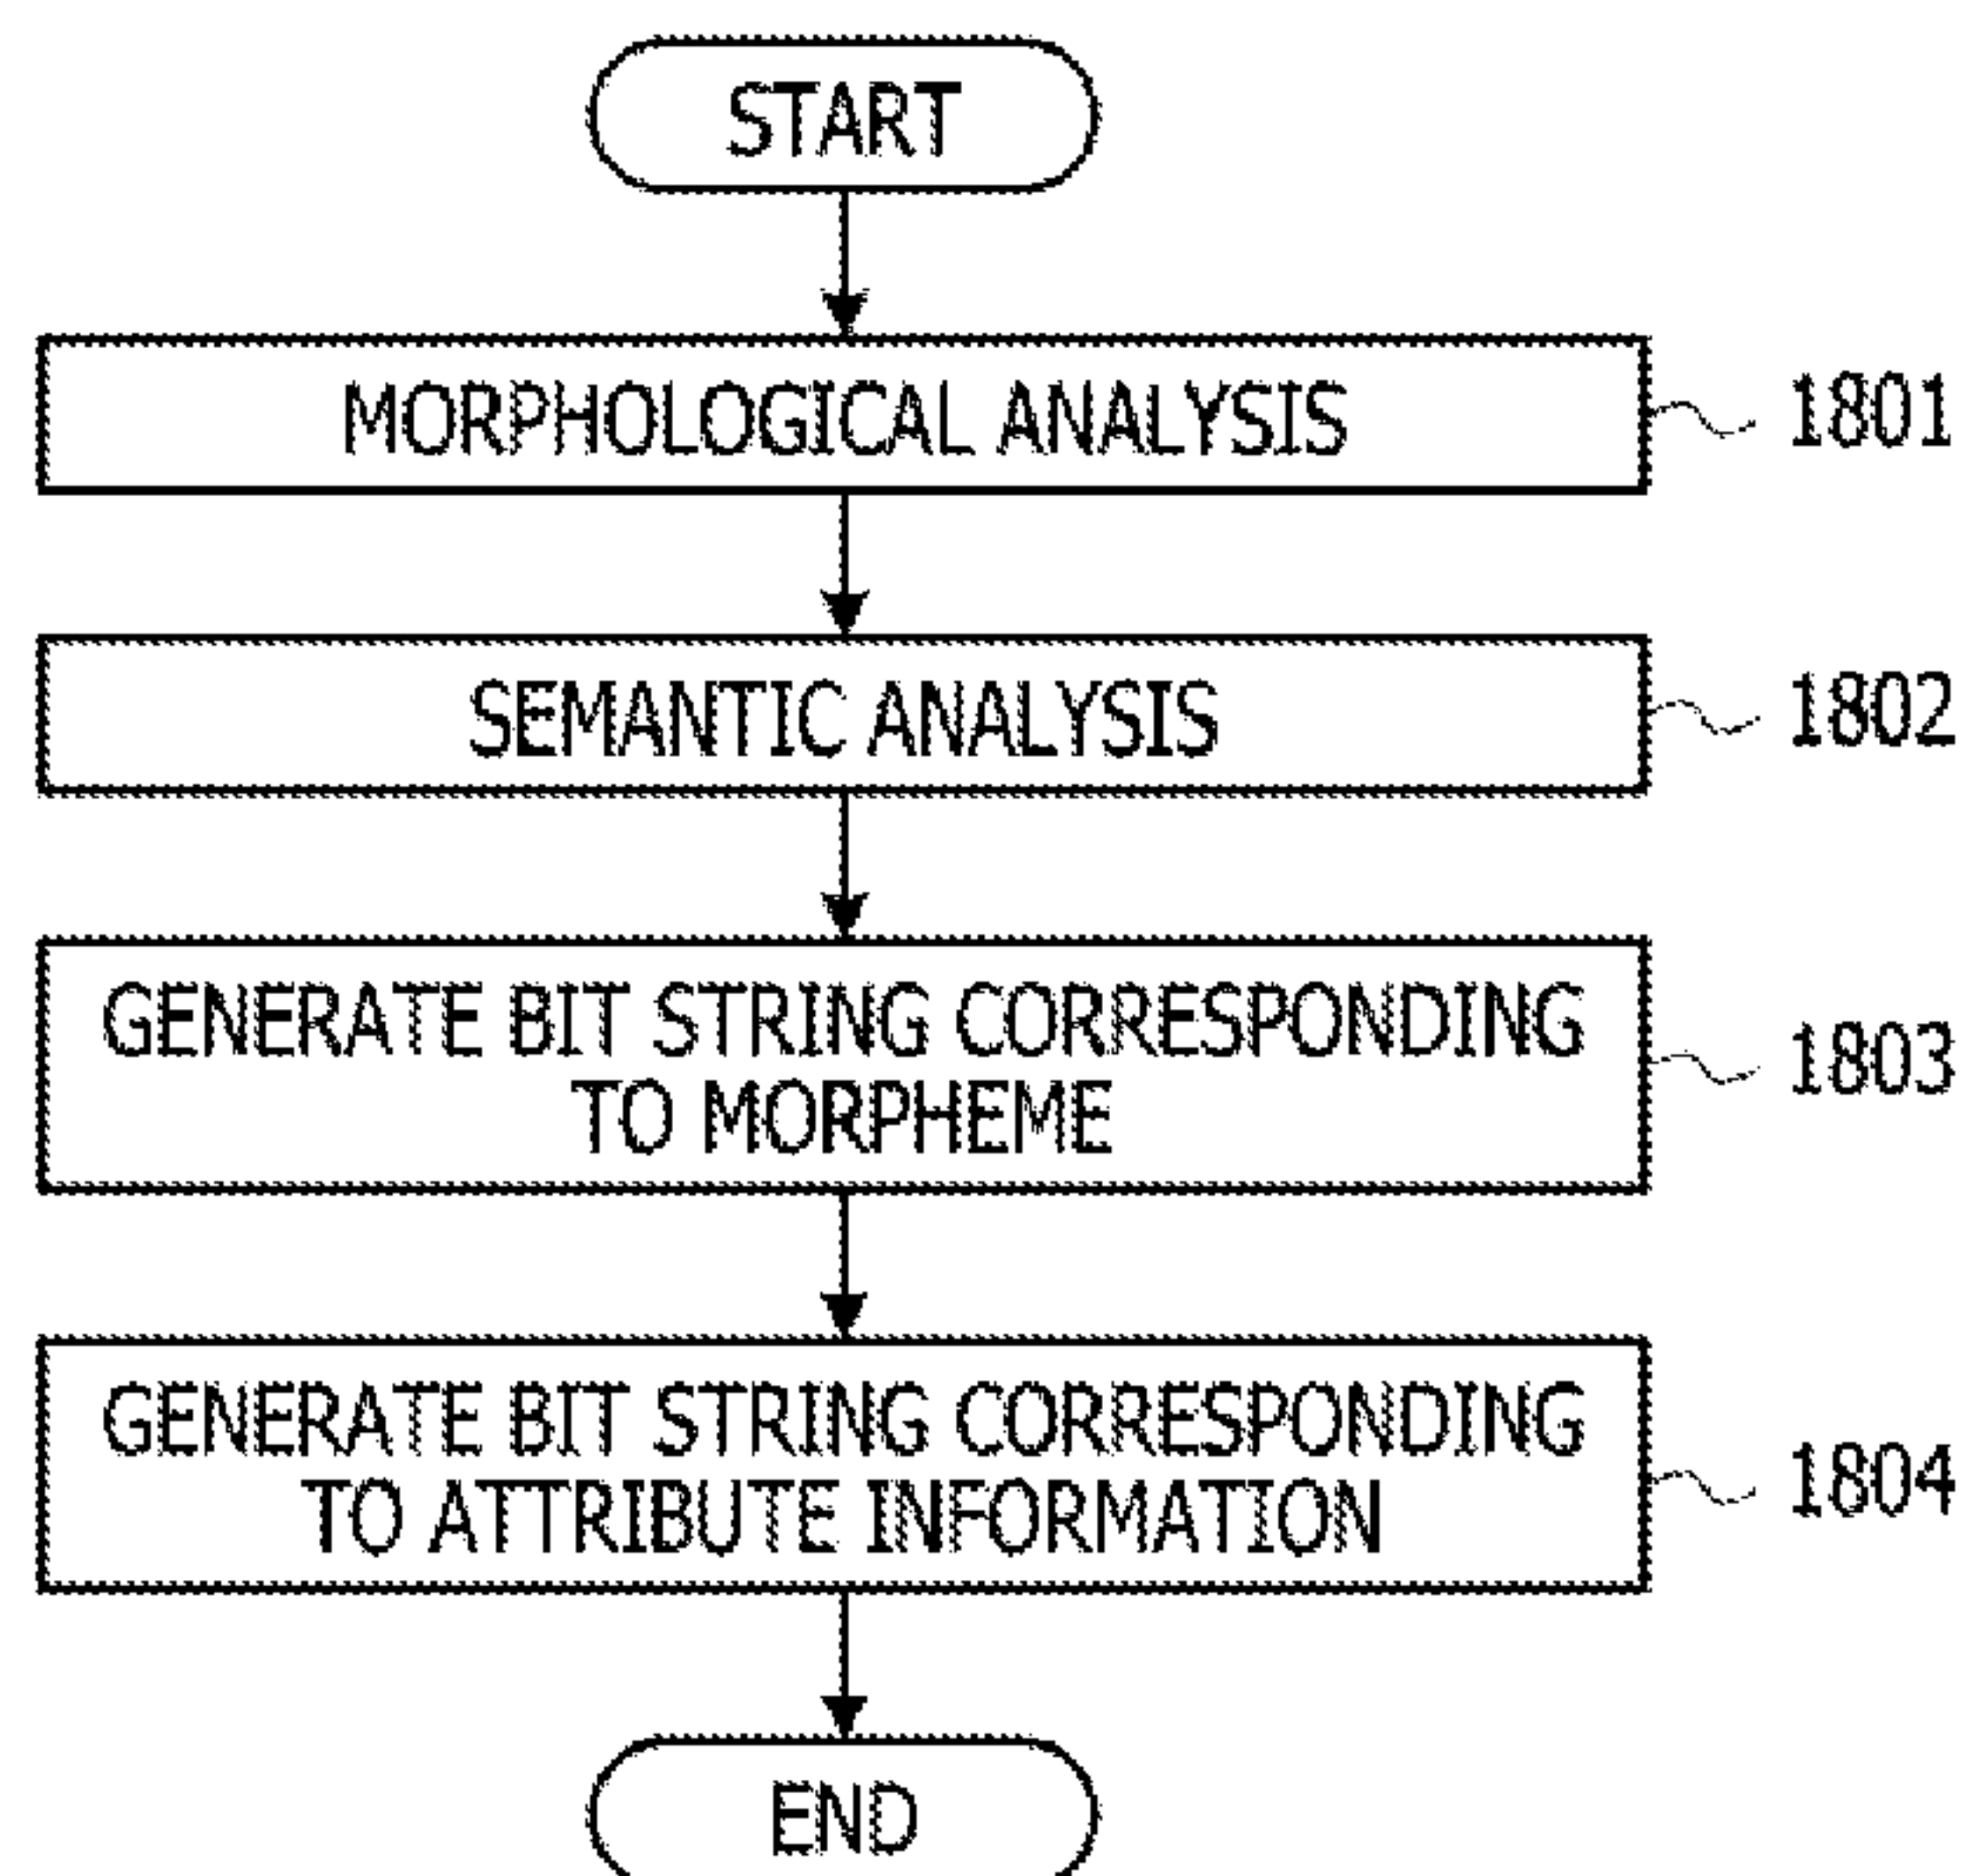 START
MORPHOLOGICAL ANALYSIS
1801
SEMANTIC ANALYSIS
1802
GENERATE BIT STRING CORRESPONDING
TO MORPHEME
1803
GENERATE BIT STRING CORRESPONDING
TO ATTRIBUTE INFORMATION
1804
END